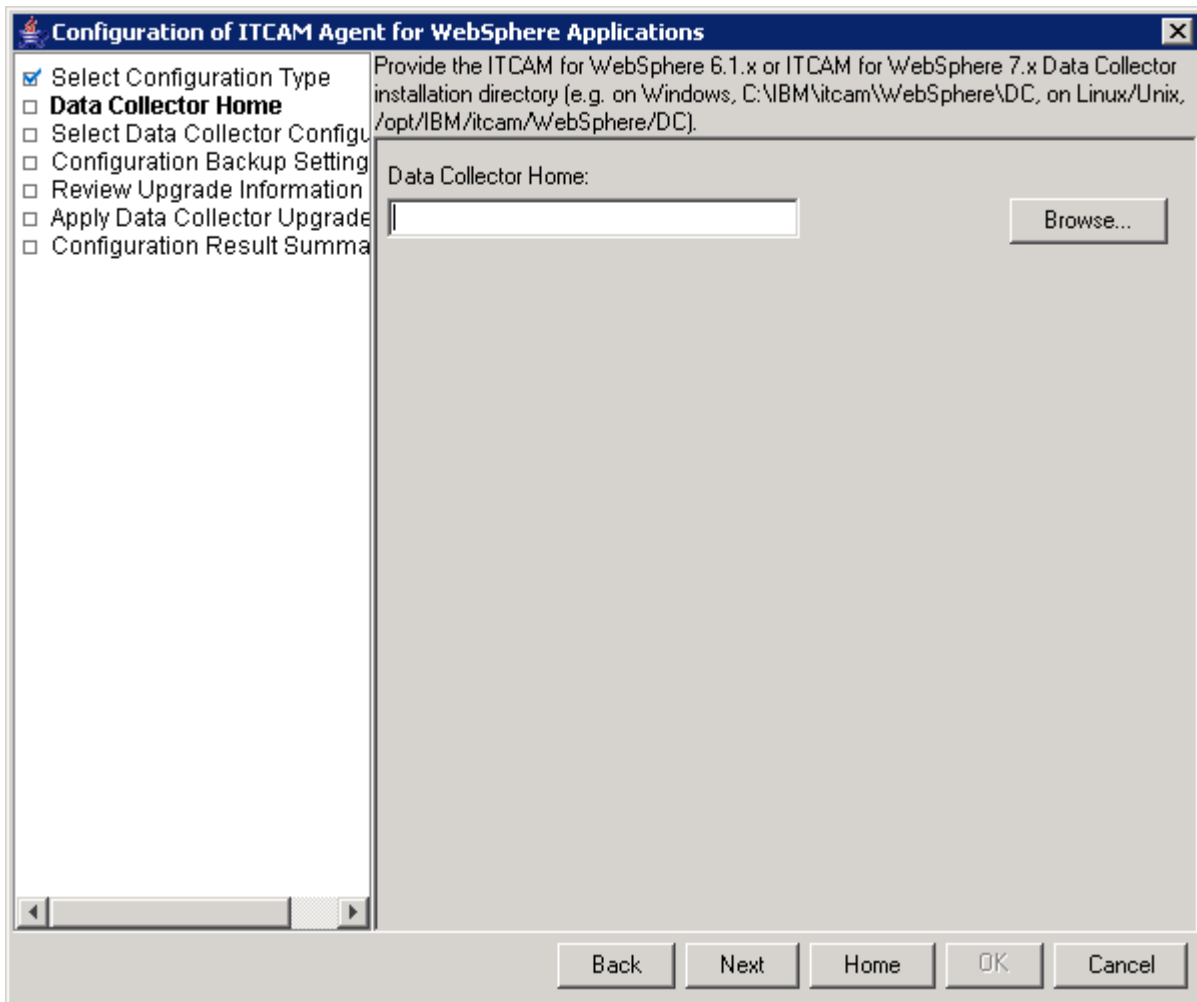 Configuration of ITCAM Agent for WebSphere Applications
Select Configuration Type
Data Collector Home
Select Data Collector Configu
Configuration Backup Setting
Review Upgrade Information
Apply Data Collector Upgrade
Configuration Result Summa
Provide the ITCAM for WebSphere 6.1.x or ITCAM for WebSphere 7.x Data Collector
installation directory (e.g. on Windows, C:\IBM\itcam\WebSphere\DC, on Linux/Unix,
/opt/IBM/itcam/WebSphere/DC).
Data Collector Home:
Browse...
Back Next Home OK Cancel